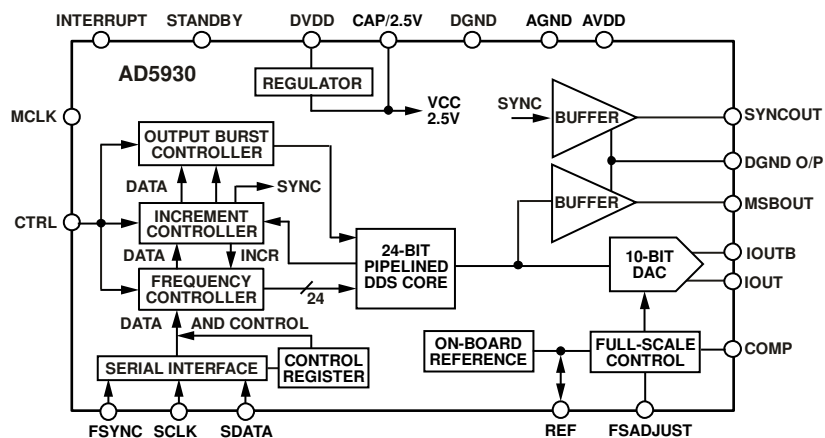 INTERRUPT
STANDBY
DVDD
CAP/2.5V
DGND
AGND
AVDD
AD5930
REGULATOR
VCC
2.5V
MCLK
SYNC
BUFFER
SYNCOUT
OUTPUT BURST
CONTROLLER
DGND O/P
DATA
SYNC
BUFFER
MSBOUT
CTRL
INCREMENT
CONTROLLER
24-BIT
PIPELINED
DDS CORE
10-BIT
DAC
IOUTB
IOUT
DATA
INCR
FREQUENCY
CONTROLLER
24
DATA
AND CONTROL
ON-BOARD
REFERENCE
FULL-SCALE
CONTROL
COMP
SERIAL INTERFACE
CONTROL
REGISTER
FSYNC
SCLK
SDATA
REF
FSADJUST